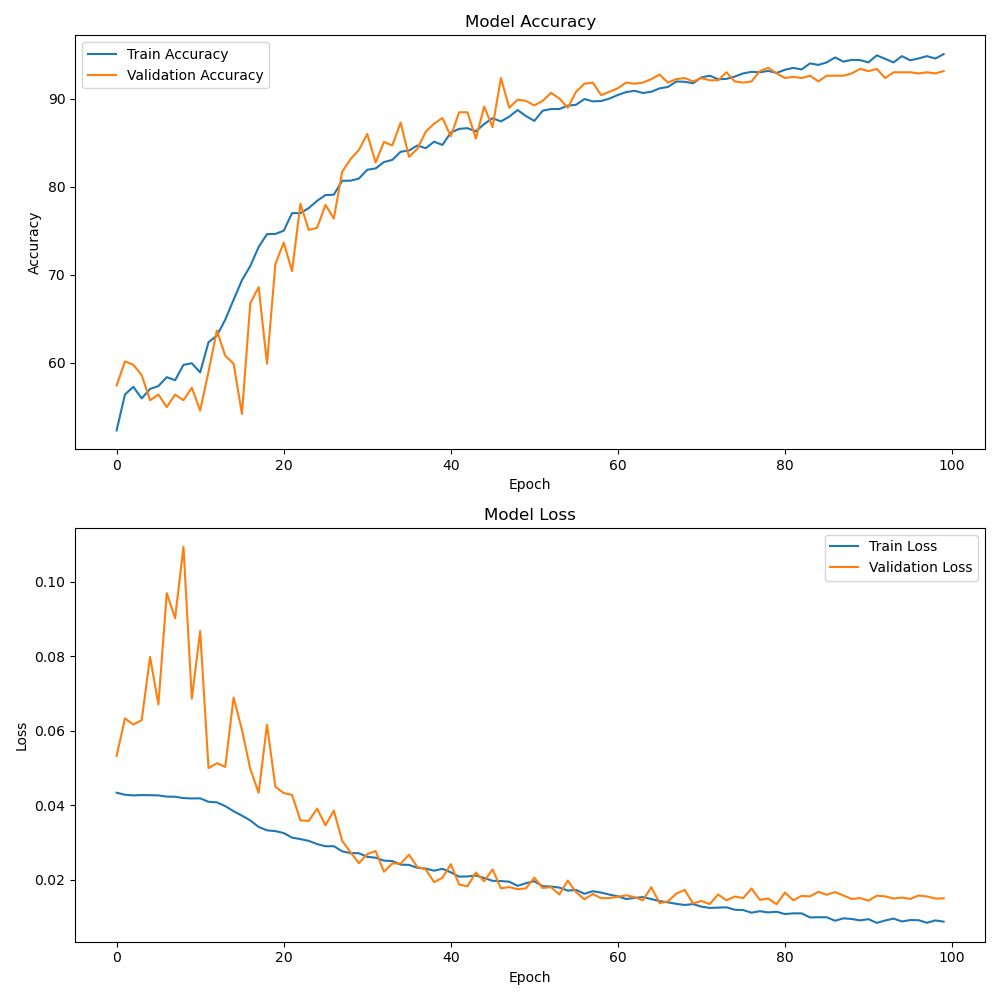 Model Accuracy
Train Accuracy
Validation Accuracy
Accuracy
90
80
70
60
0 20 40 60 80 100
Epoch
Model Loss
Train Loss
Validation Loss
Loss
0.10
0.08
0.06
0.04
0.02
0 20 40 60 80 100
Epoch